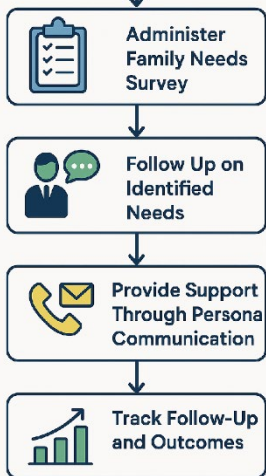 Administer
Family Needs
Survey
Follow Up on
Identified
Needs
Provide Support
Through Persona
Communication
Track Follow-Up
and Outcomes